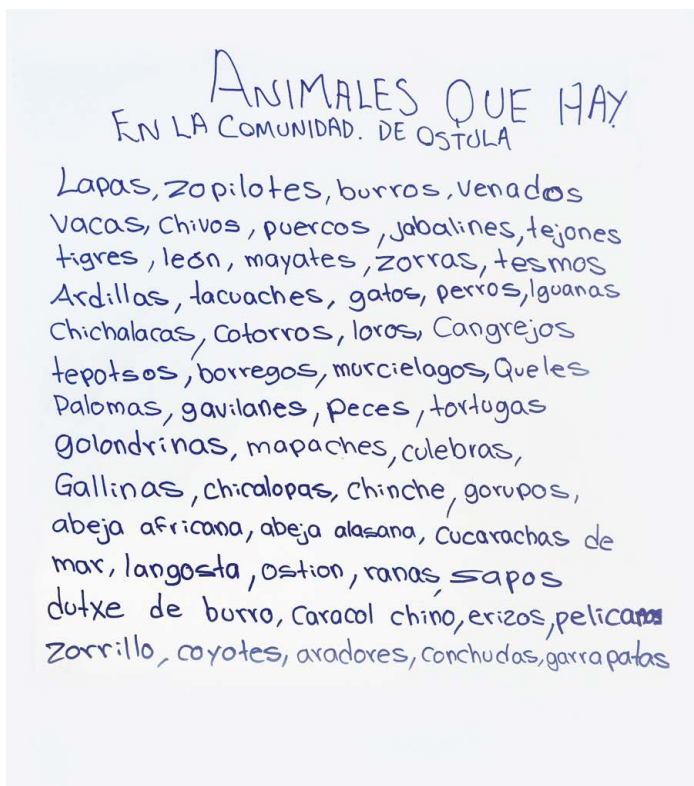 ANIMALES QUE HAY
EN LA COMUNIDAD. DE OSTULA
Lapas, zopilotes, burros, venados
vacas, chivos, puercos, jabalines, tejones
tigres, león, mayates, zorras, tesmos
Ardillas, tacuaches, gatos, perros, Iguanas
Chichalacas, Cotorros, loros, Cangrejos
tepotsos, borregos, murcielagos, Queles
Palomas, gavilanes, peces, tortugas
golondrinas, mapaches, culebras,
Gallinas, chicalopas, chinche, gorupos,
abeja africana, abeja alasana, cucarachas de
mar, langosta, ostion, ranas, sapos
dutxe de burro, Caracol chino, erizos, pelicanos
zorrillo, coyotes, aradores, conchudas, garrapatas